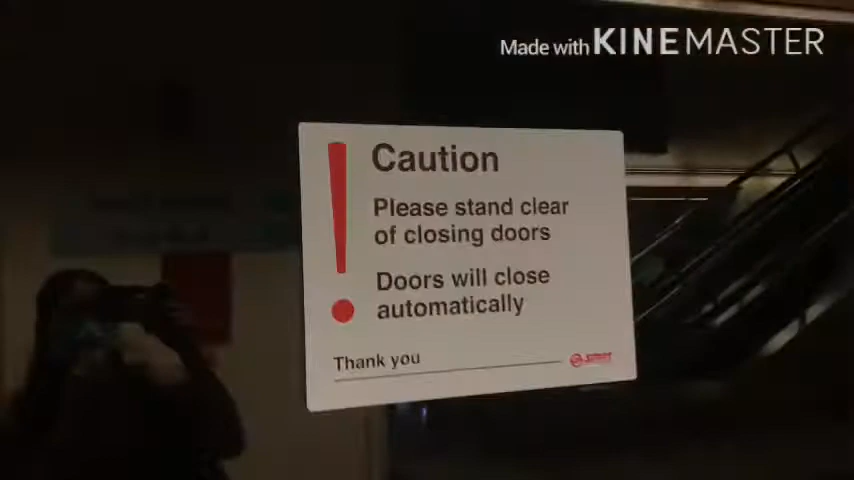 Made with KINEMASTER
Caution
Please stand clear
of closing doors
Doors will close
automatically
Thank you